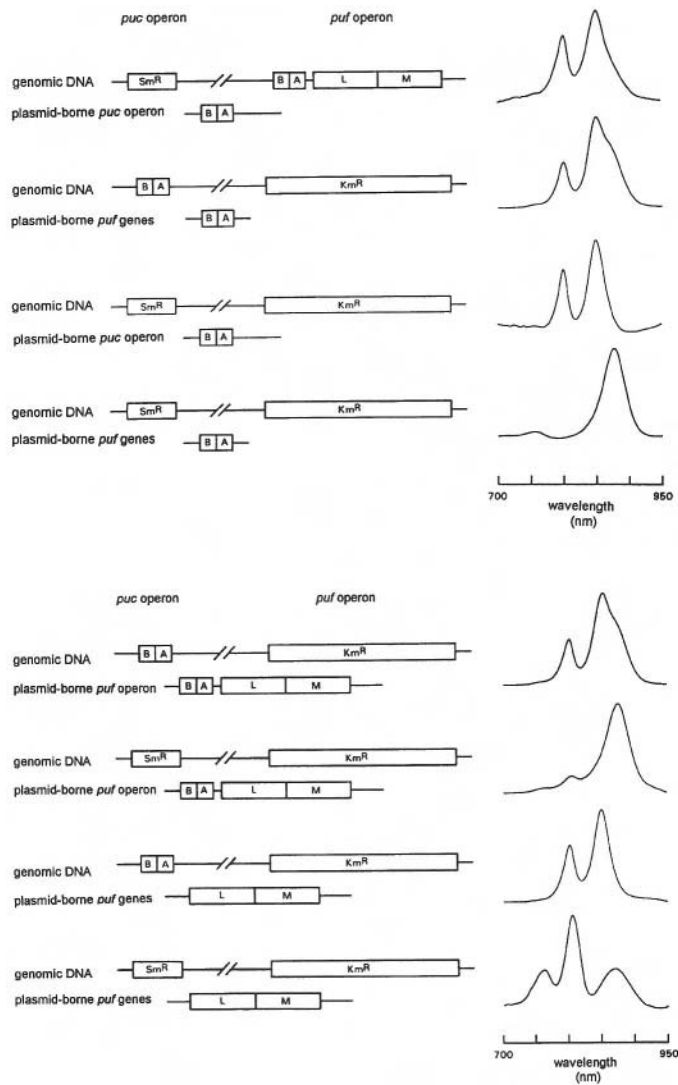 puc operon puf operon
genomic DNA Smᴿ B A L M
plasmid-borne puc operon B A
genomic DNA B A Kmᴿ
plasmid-borne puf genes B A
genomic DNA Smᴿ Kmᴿ
plasmid-borne puc operon B A
genomic DNA Smᴿ Kmᴿ
plasmid-borne puf genes B A
700 950
wavelength
(nm)
puc operon puf operon
genomic DNA B A Kmᴿ
plasmid-borne puf operon B A L M
genomic DNA Smᴿ Kmᴿ
plasmid-borne puf operon B A L M
genomic DNA B A Kmᴿ
plasmid-borne puf genes L M
genomic DNA Smᴿ Kmᴿ
plasmid-borne puf genes L M
700 950
wavelength
(nm)